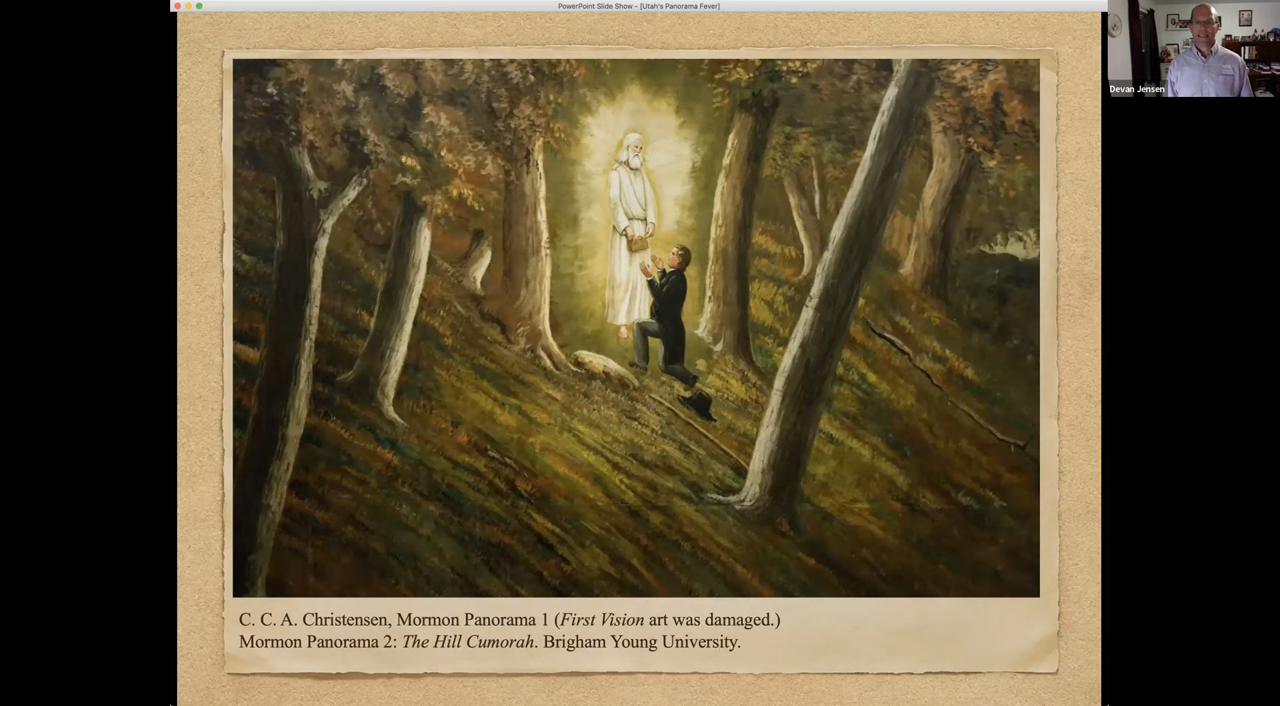 PowerPoint Slide Show - [Utah's Panorama Fever]
Devan Jensen
C. C. A. Christensen, Mormon Panorama 1 (First Vision art was damaged.)
Mormon Panorama 2: The Hill Cumorah. Brigham Young University.